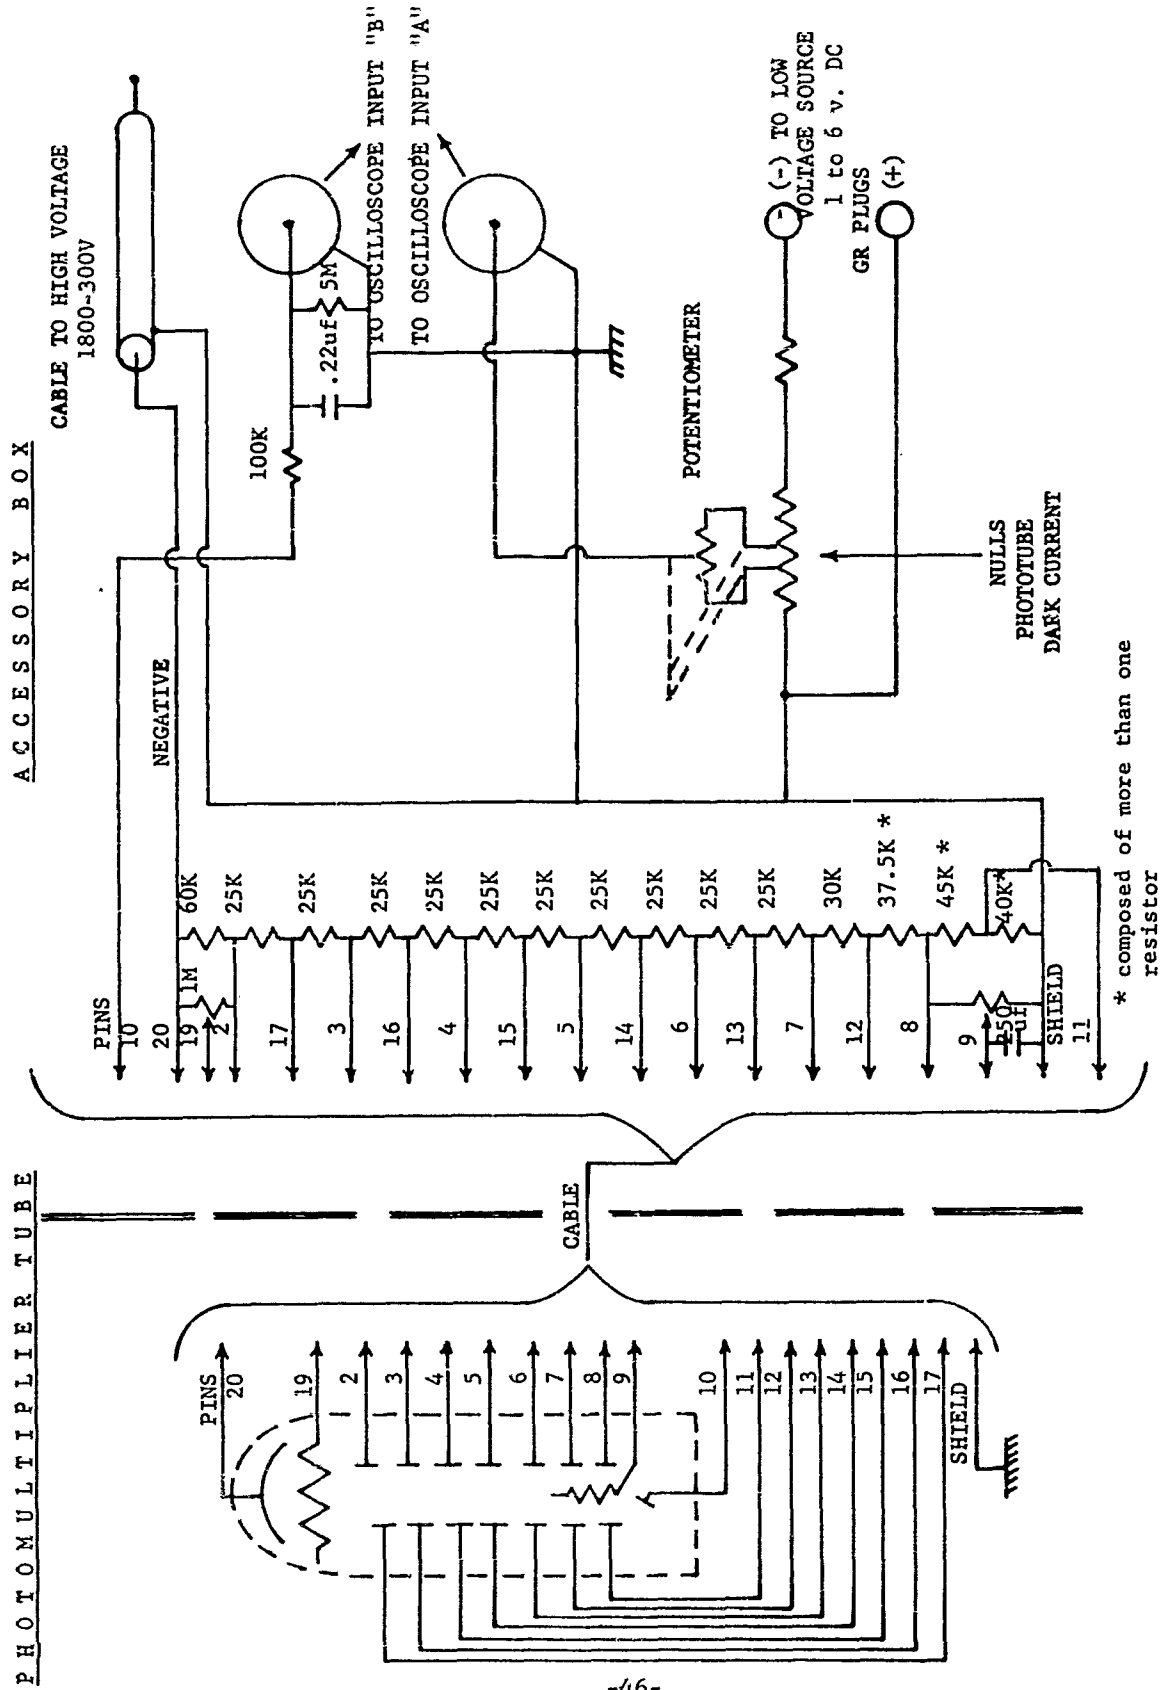 PHOTOMULTIPLIER TUBE
ACCESSORY BOX
CABLE TO HIGH VOLTAGE
1800-300V
TO OSCILLOSCOPE INPUT "B"
TO OSCILLOSCOPE INPUT "A"
100K
.22uf
5M
NEGATIVE
POTENTIOMETER
- (-) TO LOW
VOLTAGE SOURCE
1 to 6 v. DC
GR PLUGS
(+)
NULLS
PHOTOTUBE
DARK CURRENT
60K
25K
25K
25K
25K
25K
25K
25K
25K
25K
25K
30K
37.5K *
45K *
40K*
1M
250
uf
PINS
10
20
19
2
17
3
16
4
15
5
14
6
13
7
12
8
9
SHIELD
11
* composed of more than one
resistor
CABLE
PINS
20
19
2
3
4
5
6
7
8
9
10
11
12
13
14
15
16
17
SHIELD
-46-